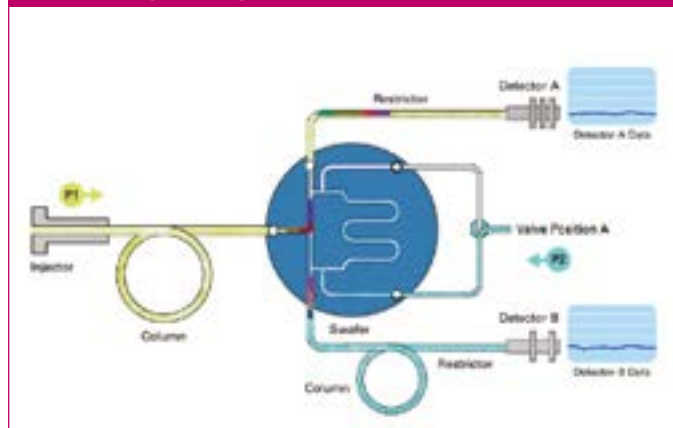 Detector A
Restrictor
Detector A Data
P1
Valve Position A
P2
Injector
Detector B
Swafer
Column
Restrictor
Detector B Data
Column